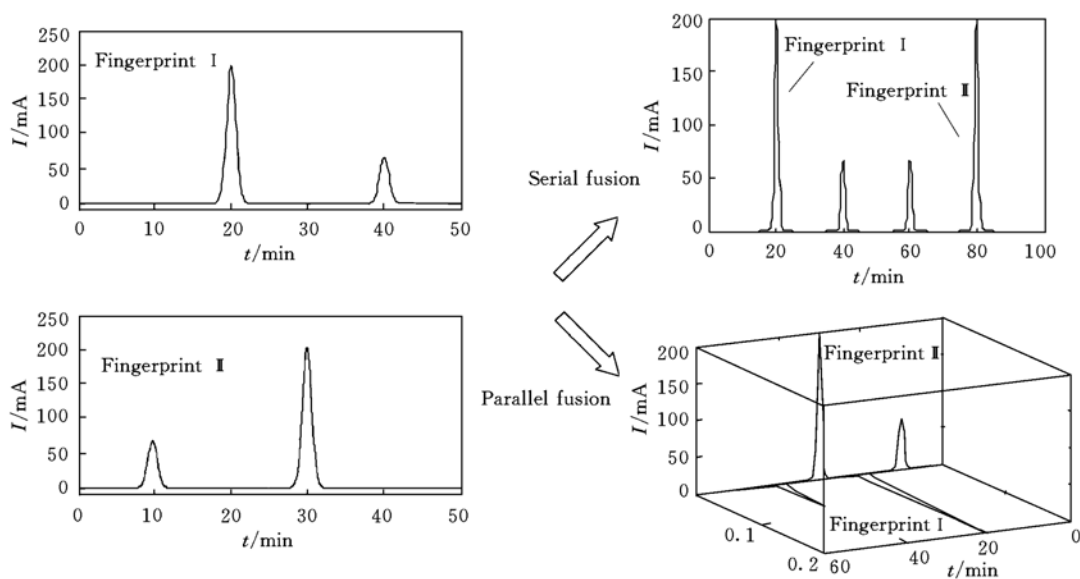 250
200
150
100
50
0
I/mA
Fingerprint Ⅰ
0 10 20 30 40 50
t/min
250
200
150
100
50
0
I/mA
Fingerprint Ⅱ
0 10 20 30 40 50
t/min
Serial fusion
Parallel fusion
200
150
100
50
0
I/mA
Fingerprint Ⅰ
Fingerprint Ⅱ
0 20 40 60 80 100
t/min
200
150
100
50
0
I/mA
Fingerprint Ⅱ
Fingerprint Ⅰ
0.1
0.2
60 40 20 0
t/min